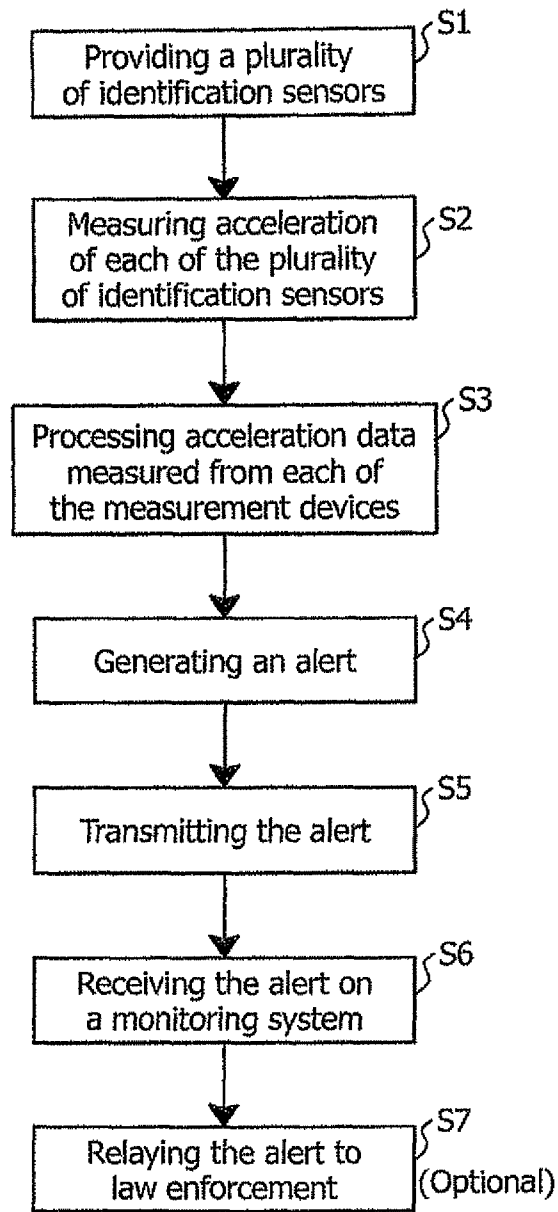 S1
Providing a plurality
of identification sensors
S2
Measuring acceleration
of each of the plurality
of identification sensors
S3
Processing acceleration data
measured from each of
the measurement devices
S4
Generating an alert
S5
Transmitting the alert
S6
Receiving the alert on
a monitoring system
S7
Relaying the alert to
law enforcement
(Optional)